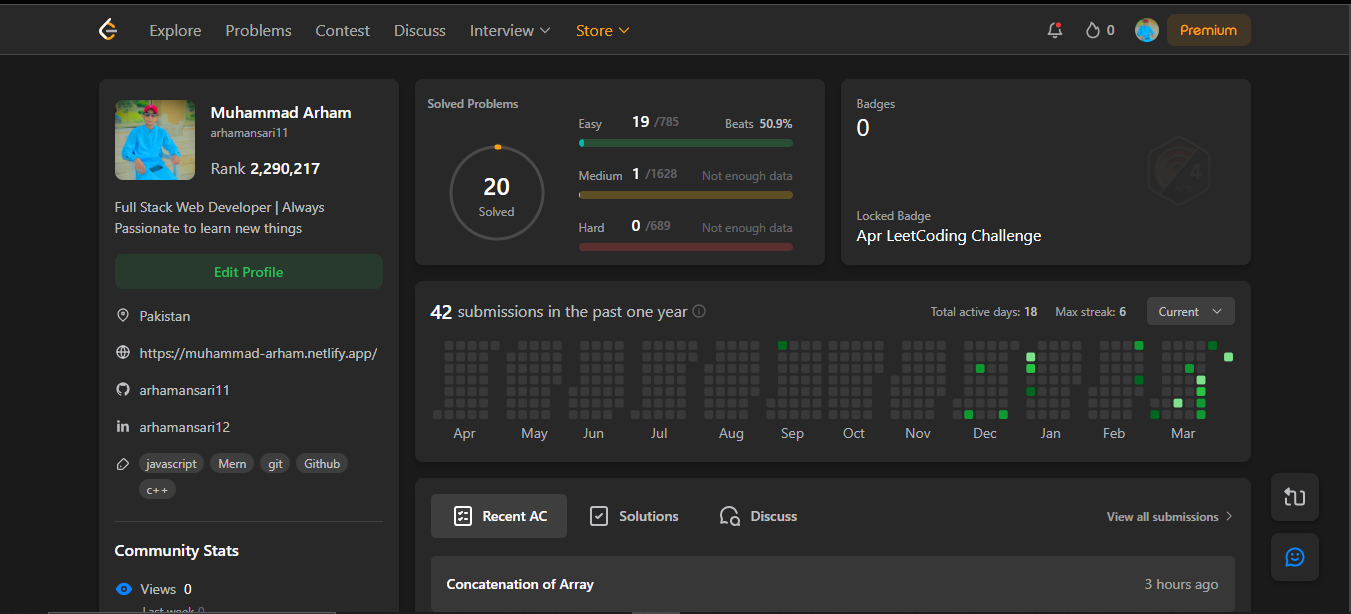 Explore Problems Contest Discuss Interview Store 0 Premium
Muhammad Arham
arhamansari11
Rank 2,290,217
Full Stack Web Developer | Always
Passionate to learn new things
Edit Profile
Pakistan
https://muhammad-arham.netlify.app/
arhamansari11
arhamansari12
javascript Mern git Github
c++
Community Stats
Views 0
Last week 0
Solved Problems
20
Solved
Easy 19 /785 Beats 50.9%
Medium 1 /1628 Not enough data
Hard 0 /689 Not enough data
Badges
0
Locked Badge
Apr LeetCoding Challenge
42 submissions in the past one year Total active days: 18 Max streak: 6 Current
Apr May Jun Jul Aug Sep Oct Nov Dec Jan Feb Mar
Recent AC Solutions Discuss View all submissions
Concatenation of Array 3 hours ago